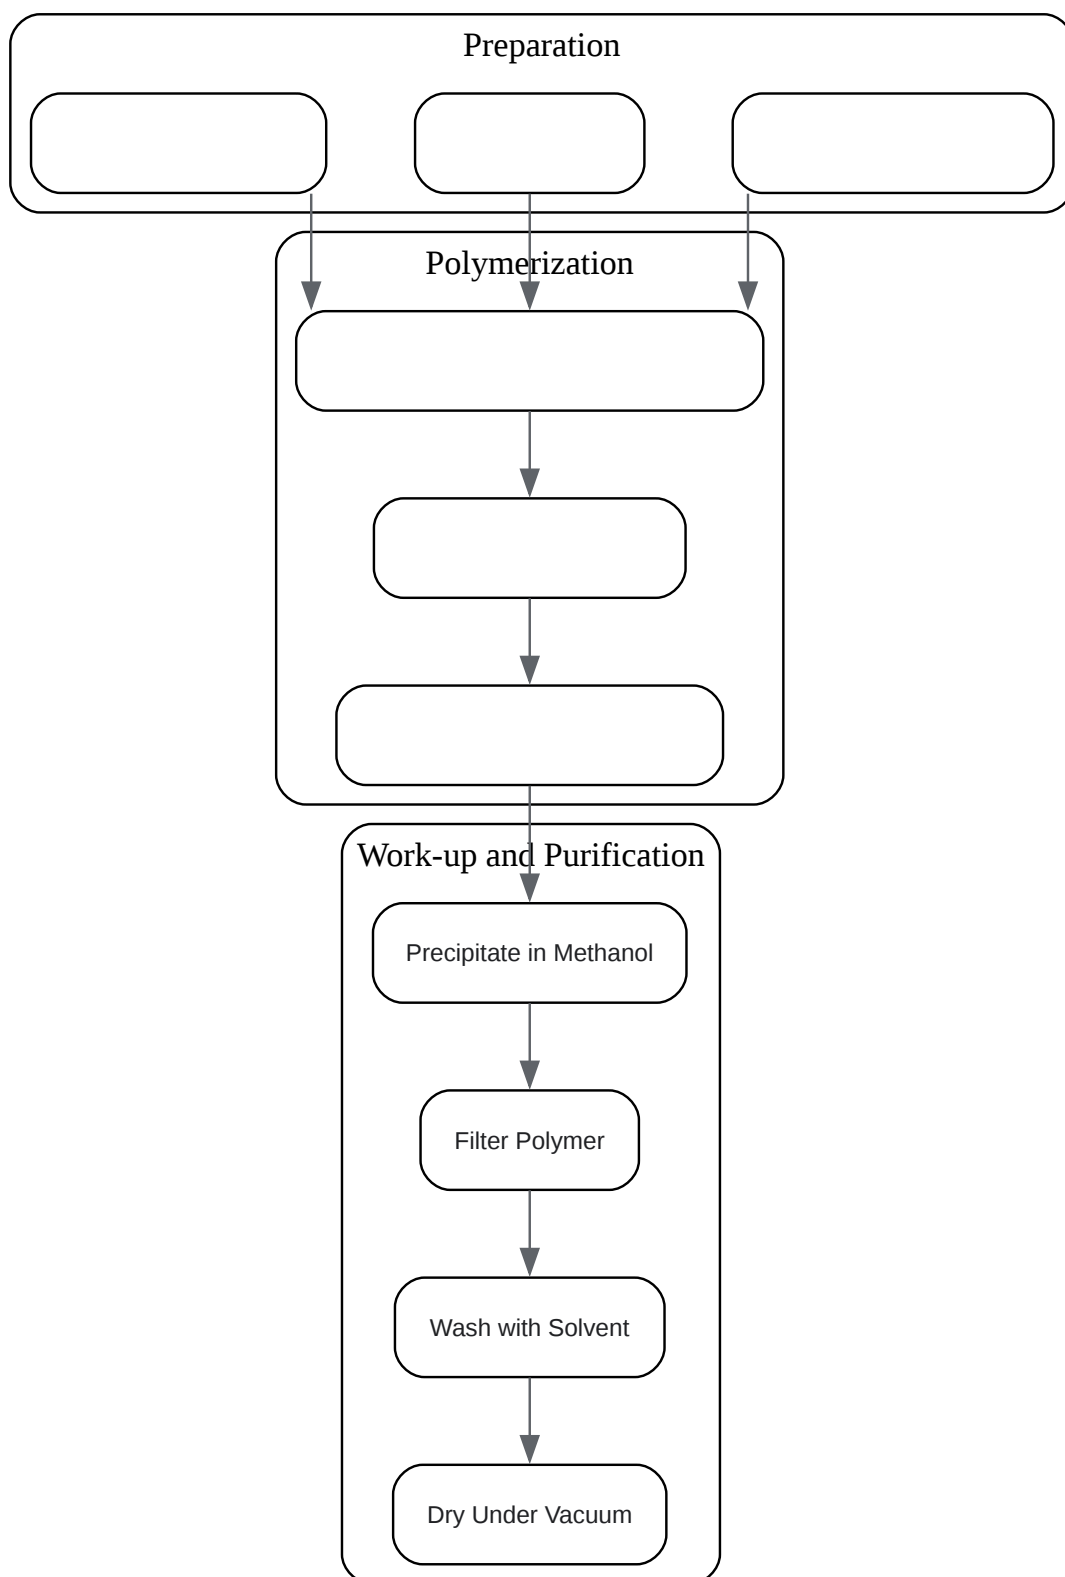 Preparation
Polymerization
Work-up and Purification
Precipitate in Methanol
Filter Polymer
Wash with Solvent
Dry Under Vacuum